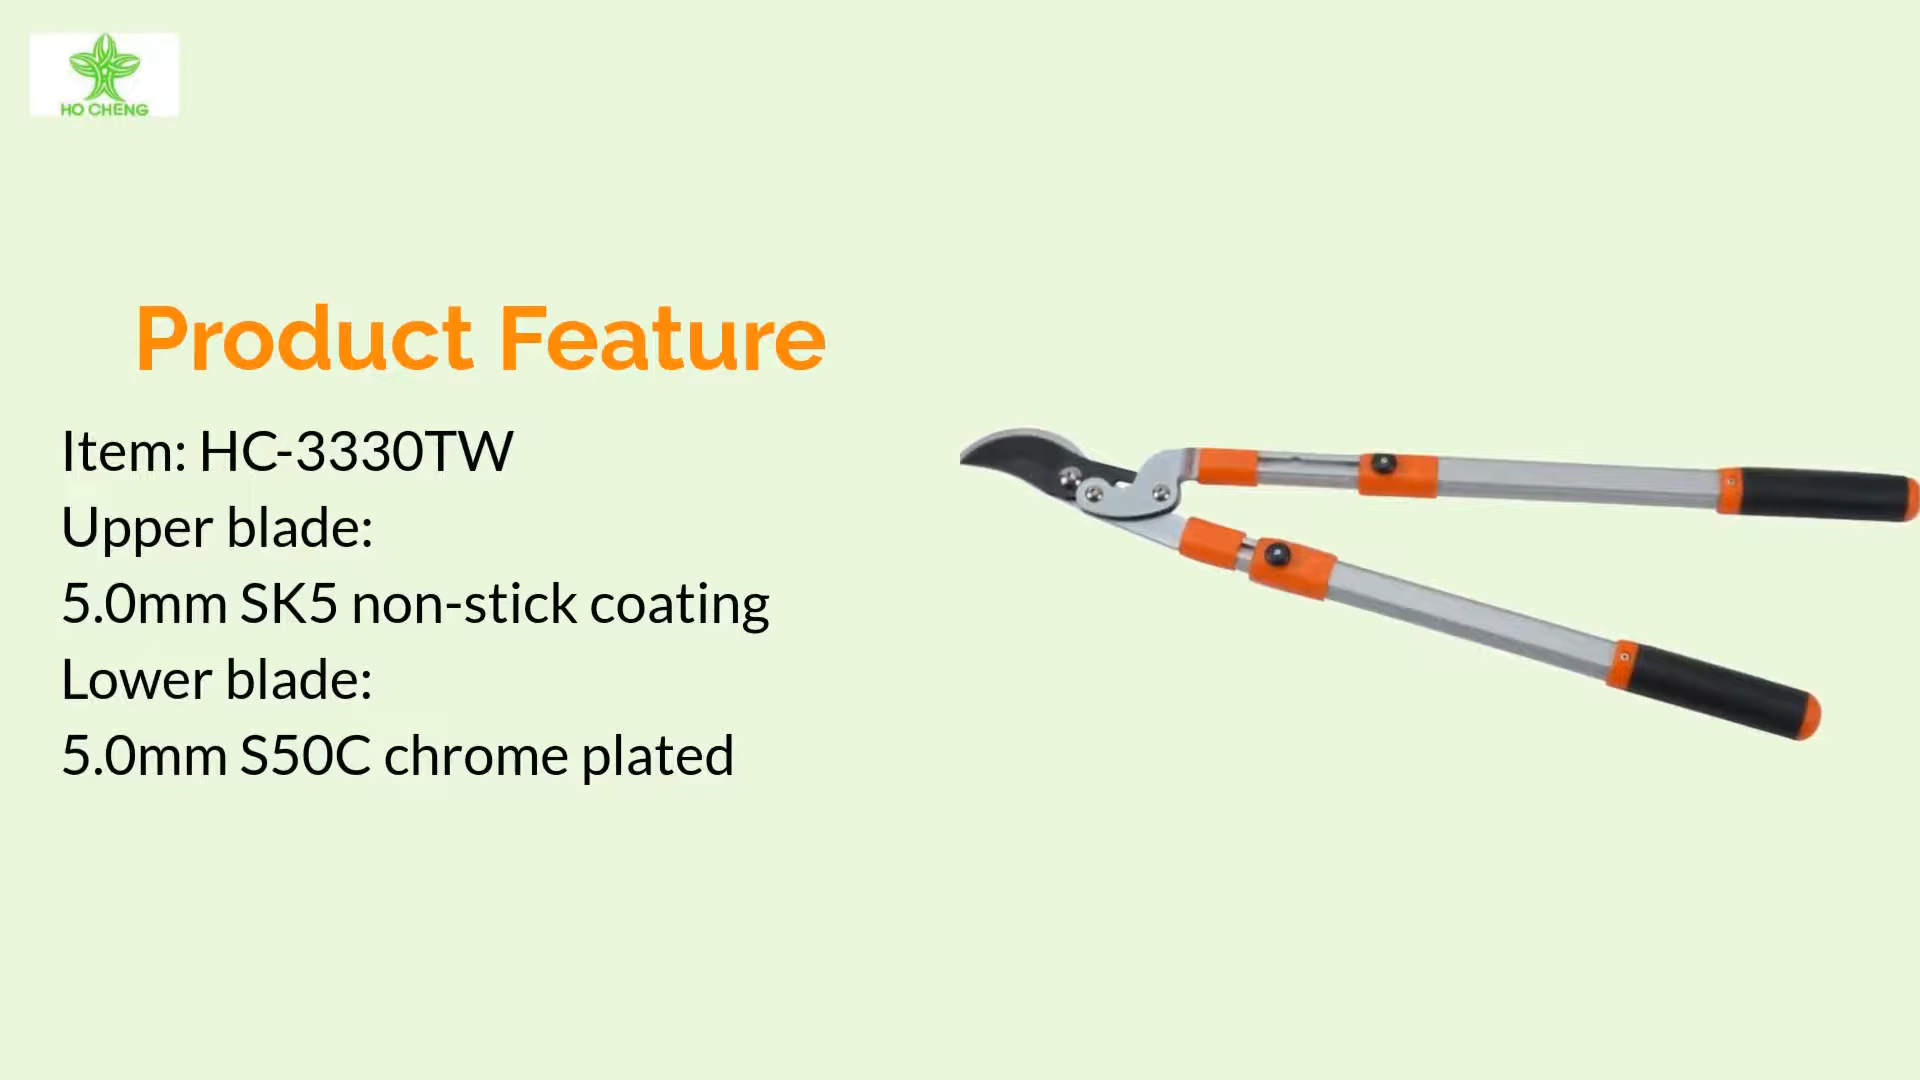 HO CHENG
Product Feature
Item: HC-3330TW
Upper blade:
5.0mm SK5 non-stick coating
Lower blade:
5.0mm S50C chrome plated